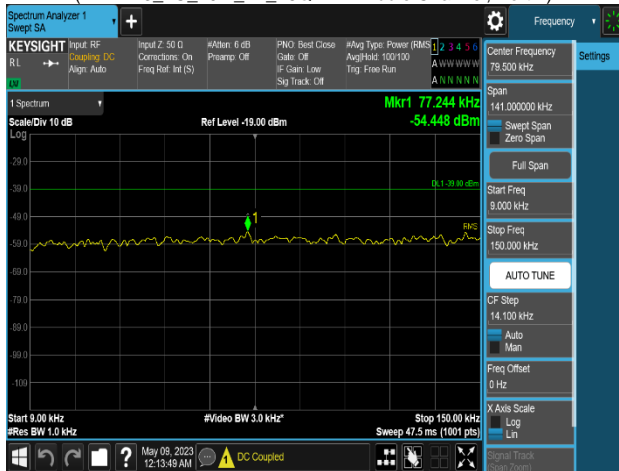 Spectrum Analyzer 1
Swept SA
+
Frequency
KEYSIGHT
RL
Input: RF
Coupling: DC
Align: Auto
Input Z: 50 Ω
Corrections: On
Freq Ref: Int (S)
#Atten: 6 dB
Preamp: Off
PNO: Best Close
Gate: Off
IF Gain: Low
Sig Track: Off
#Avg Type: Power (RMS
Avg|Hold: 100/100
Trig: Free Run
1 2 3 4 5 6
A W W W W W
A N N N N N
1 Spectrum
Scale/Div 10 dB
Log
Ref Level -19.00 dBm
Mkr1 77.244 kHz
-54.448 dBm
-29.0
-39.0
-49.0
-59.0
-69.0
-79.0
-89.0
-99.0
-109
DL1 -39.00 dBm
1
RMS
Start 9.00 kHz
#Res BW 1.0 kHz
#Video BW 3.0 kHz*
Stop 150.00 kHz
Sweep 47.5 ms (1001 pts)
Center Frequency
79.500 kHz
Settings
Span
141.000000 kHz
Swept Span
Zero Span
Full Span
Start Freq
9.000 kHz
Stop Freq
150.000 kHz
AUTO TUNE
CF Step
14.100 kHz
Auto
Man
Freq Offset
0 Hz
X Axis Scale
Log
Lin
Signal Track
(Span Zoom)
?
May 09, 2023
12:13:49 AM
1
DC Coupled